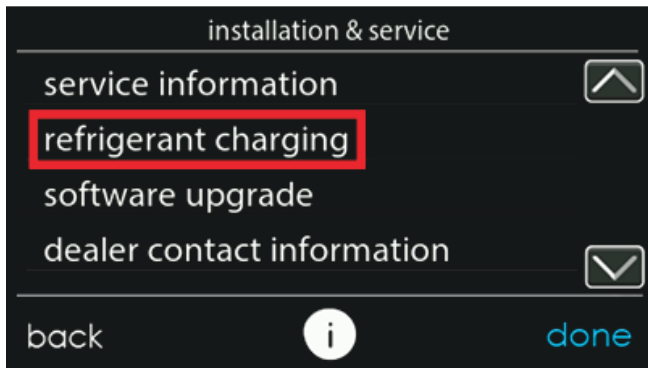 installation & service
service information
refrigerant charging
software upgrade
dealer contact information
back i done